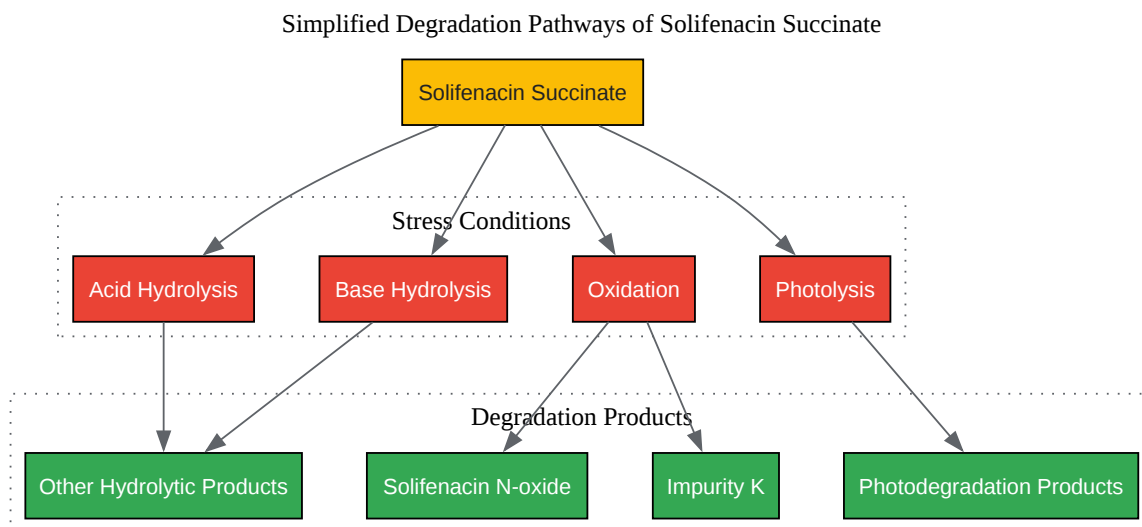 Simplified Degradation Pathways of Solifenacin Succinate
Solifenacin Succinate
Stress Conditions
Acid Hydrolysis
Base Hydrolysis
Oxidation
Photolysis
Degradation Products
Other Hydrolytic Products
Solifenacin N-oxide
Impurity K
Photodegradation Products